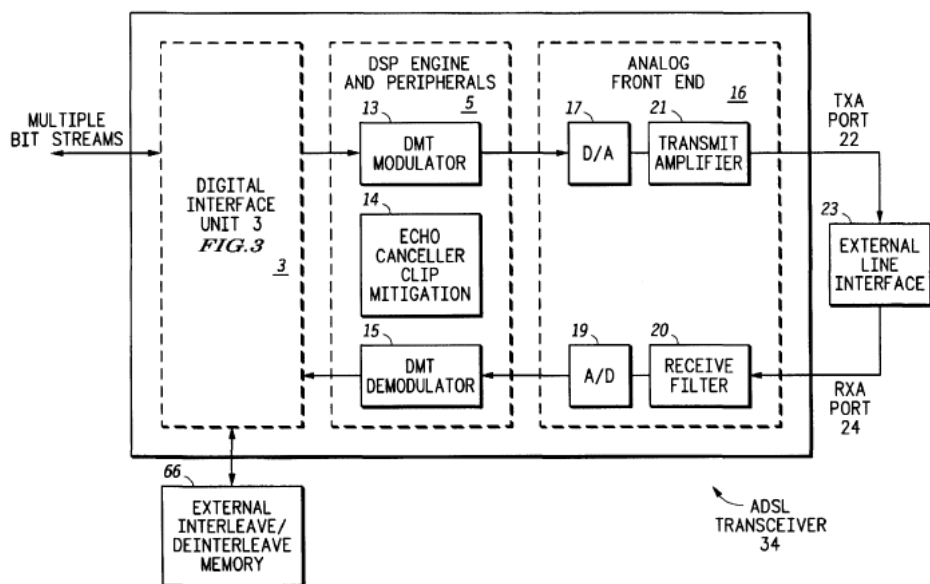 MULTIPLE
BIT STREAMS
DIGITAL
INTERFACE
UNIT 3
FIG.3
3
DSP ENGINE
AND PERIPHERALS
5
13
DMT
MODULATOR
14
ECHO
CANCELLER
CLIP
MITIGATION
15
DMT
DEMODULATOR
ANALOG
FRONT END
16
17
D/A
21
TRANSMIT
AMPLIFIER
19
A/D
20
RECEIVE
FILTER
TXA
PORT
22
23
EXTERNAL
LINE
INTERFACE
RXA
PORT
24
66
EXTERNAL
INTERLEAVE/
DEINTERLEAVE
MEMORY
ADSL
TRANSCEIVER
34